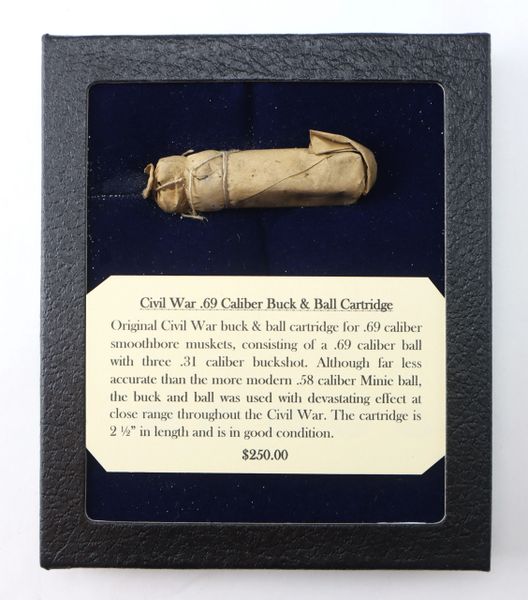 Civil War .69 Caliber Buck & Ball Cartridge
Original Civil War buck & ball cartridge for .69 caliber
smoothbore muskets, consisting of a .69 caliber ball
with three .31 caliber buckshot. Although far less
accurate than the more modern .58 caliber Minie ball,
the buck and ball was used with devastating effect at
close range throughout the Civil War. The cartridge is
2 ½” in length and is in good condition.
$250.00